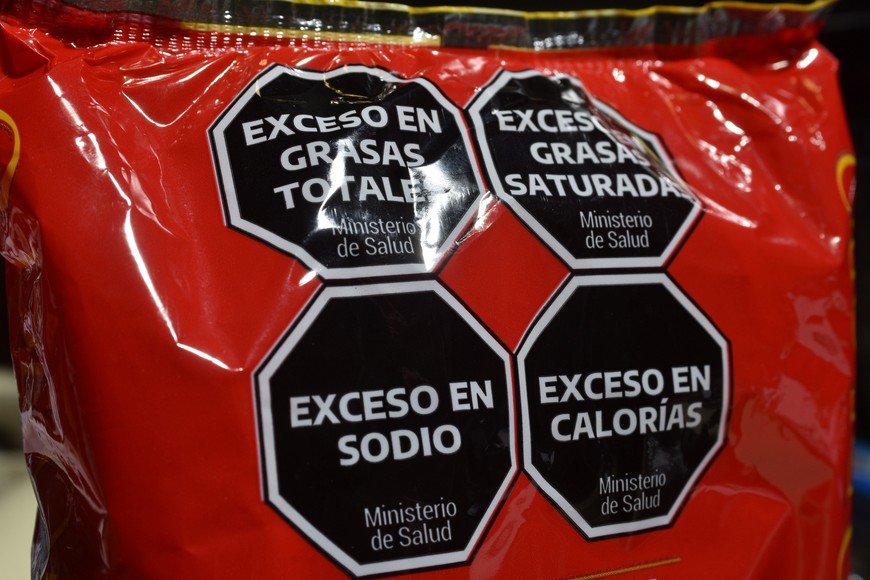 EXCESO EN
GRASAS
TOTALE
Ministerio
de Salud
EXCESO
GRASAS
SATURADA
Ministerio
de Salud
EXCESO EN
SODIO
Ministerio
de Salud
EXCESO EN
CALORÍAS
Ministerio
de Salud